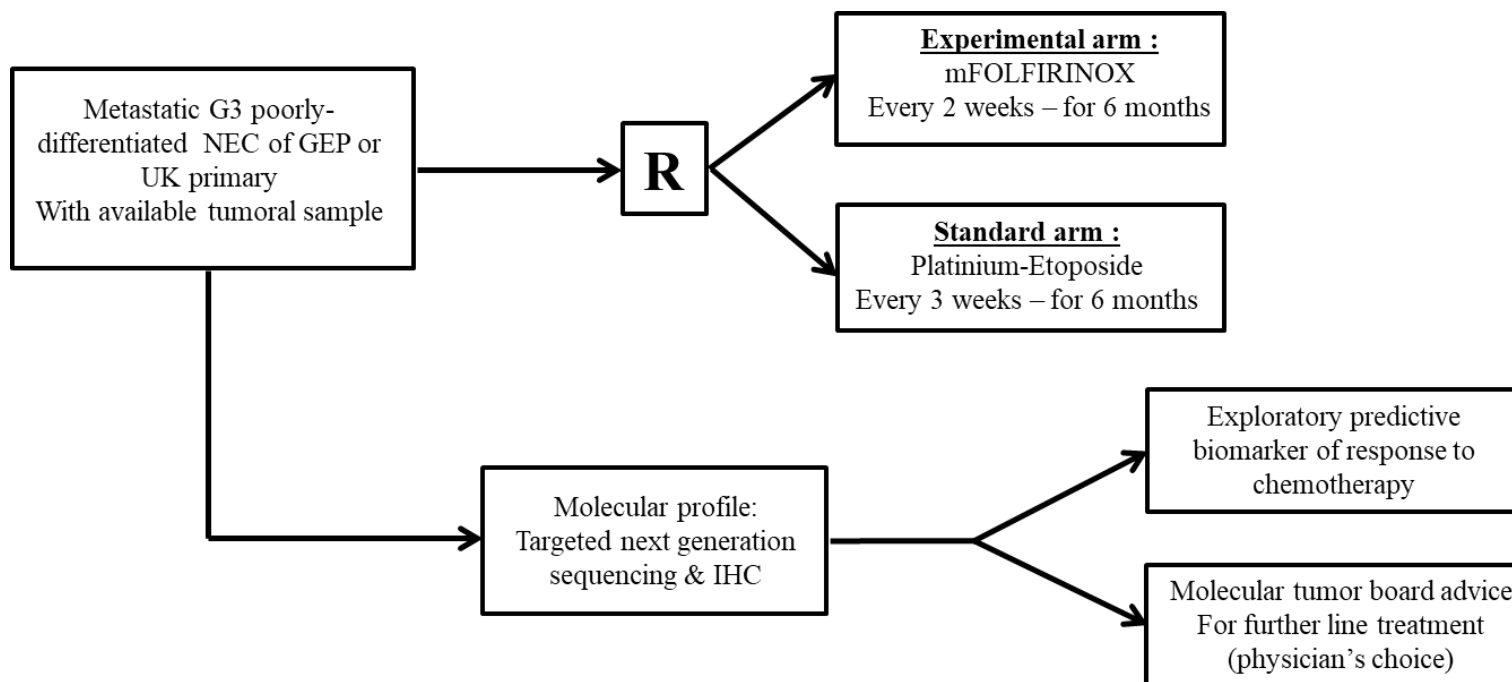 Metastatic G3 poorly-
differentiated NEC of GEP or
UK primary
With available tumoral sample
R
Experimental arm :
mFOLFIRINOX
Every 2 weeks – for 6 months
Standard arm :
Platinium-Etoposide
Every 3 weeks – for 6 months
Molecular profile:
Targeted next generation
sequencing & IHC
Exploratory predictive
biomarker of response to
chemotherapy
Molecular tumor board advice
For further line treatment
(physician’s choice)